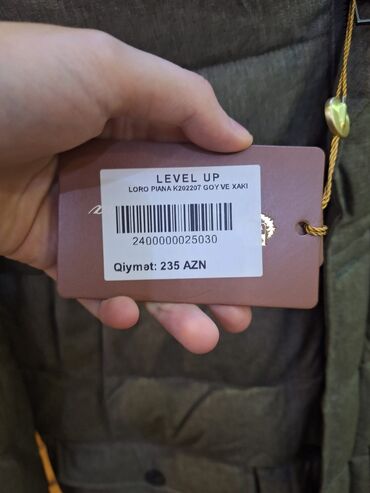 LEVEL UP
LORO PIANA K202207 GOY VE XAKI
2400000025030
Qiymət: 235 AZN